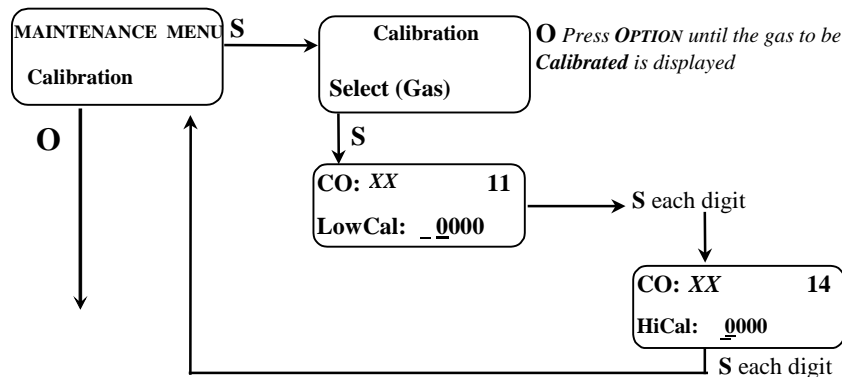 MAINTENANCE MENU
Calibration
S
Calibration
Select (Gas)
O Press OPTION until the gas to be
Calibrated is displayed
O
S
CO: XX 11
LowCal: _ 0000
S each digit
CO: XX 14
HiCal: _0000
S each digit